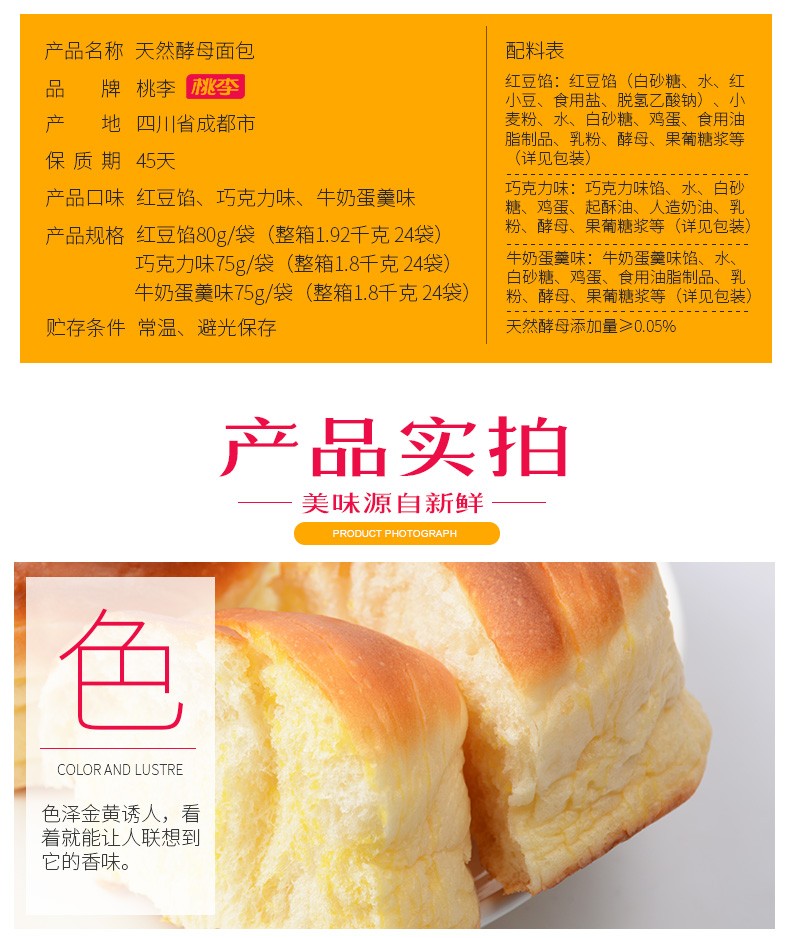 产品名称 天然酵母面包
品牌 桃李 桃李
产地 四川省成都市
保质期 45天
产品口味 红豆馅、巧克力味、牛奶蛋羹味
产品规格 红豆馅80g/袋（整箱1.92千克 24袋）
巧克力味75g/袋（整箱1.8千克 24袋）
牛奶蛋羹味75g/袋（整箱1.8千克 24袋）
贮存条件 常温、避光保存
配料表
红豆馅：红豆馅（白砂糖、水、红
小豆、食用盐、脱氢乙酸钠）、小
麦粉、水、白砂糖、鸡蛋、食用油
脂制品、乳粉、酵母、果葡糖浆等
（详见包装）
巧克力味：巧克力味馅、水、白砂
糖、鸡蛋、起酥油、人造奶油、乳
粉、酵母、果葡糖浆等（详见包装）
牛奶蛋羹味：牛奶蛋羹味馅、水、
白砂糖、鸡蛋、食用油脂制品、乳
粉、酵母、果葡糖浆等（详见包装）
天然酵母添加量≥0.05%
产品实拍
美味源自新鲜
PRODUCT PHOTOGRAPH
色
COLOR AND LUSTRE
色泽金黄诱人，看
着就能让人联想到
它的香味。